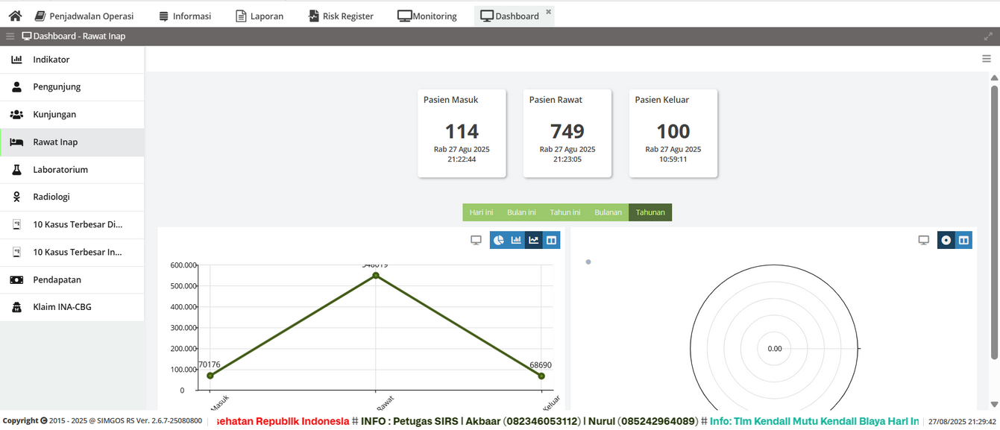 Penjadwalan Operasi Informasi Laporan Risk Register Monitoring Dashboard
Dashboard - Rawat Inap
Indikator
Pengunjung
Kunjungan
Rawat Inap
Laboratorium
Radiologi
10 Kasus Terbesar Di...
10 Kasus Terbesar In...
Pendapatan
Klaim INA-CBG
Pasien Masuk
114
Rab 27 Agu 2025
21:22:44
Pasien Rawat
749
Rab 27 Agu 2025
21:23:05
Pasien Keluar
100
Rab 27 Agu 2025
10:59:11
Hari ini Bulan ini Tahun ini Bulanan Tahunan
600.000
500.000
400.000
300.000
200.000
100.000
0
70176
548019
68690
Masuk
Rawat
Keluar
0.00
Copyright © 2015 - 2025 @ SIMGOS RS Ver. 2.6.7-25080800
sehatan Republik Indonesia # INFO : Petugas SIRS | Akbaar (082346053112) | Nurul (085242964089) # Info: TIm Kendali Mutu Kendali Biaya Hari In
27/08/2025 21:29:42